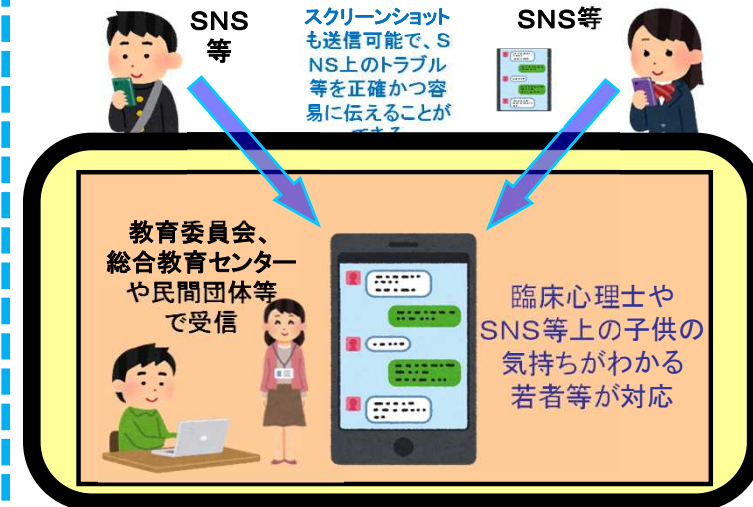 SNS
等
スクリーンショット
も送信可能で、S
NS上のトラブル
等を正確かつ容
易に伝えることが
SNS等
教育委員会、
総合教育センター
や民間団体等
で受信
臨床心理士や
SNS等上の子供の
気持ちがわかる
若者等が対応